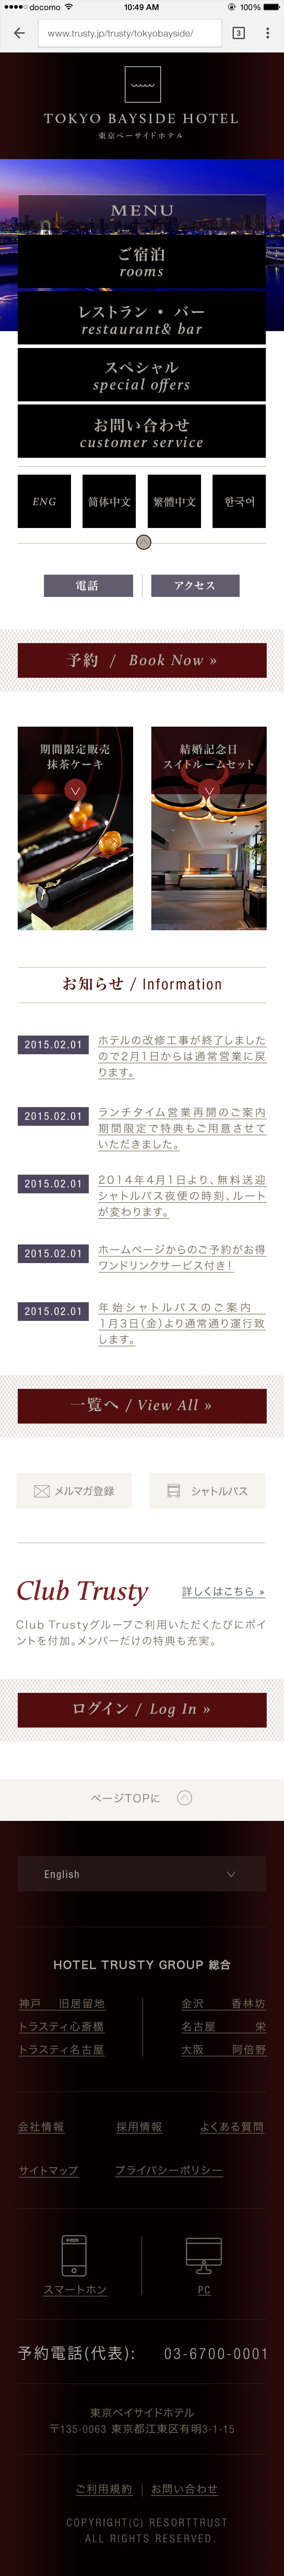 docomo 10:49 AM 100%
www.trusty.jp/trusty/tokyobayside/ 3
TOKYO BAYSIDE HOTEL
東京ベーサイドホテル
MENU
ご宿泊
rooms
レストラン ・ バー
restaurant& bar
スペシャル
special offers
お問い合わせ
customer service
ENG 简体中文 繁體中文 한국어
電話 アクセス
予約 / Book Now »
期間限定販売
抹茶ケーキ
結婚記念日
スイトルームセット
お知らせ / Information
2015.02.01 ホテルの改修工事が終了しました
ので2月1日からは通常営業に戻
ります。
2015.02.01 ランチタイム営業再開のご案内
期間限定で特典もご用意させて
いただきました。
2015.02.01 2014年4月1日より、無料送迎
シャトルバス夜便の時刻、ルート
が変わります。
2015.02.01 ホームページからのご予約がお得
ワンドリンクサービス付き！
2015.02.01 年始シャトルバスのご案内
1月3日(金)より通常通り運行致
します。
一覧へ / View All »
メルマガ登録 シャトルバス
Club Trusty 詳しくはこちら »
Club Trustyグループご利用いただくたびにポイ
ントを付加。メンバーだけの特典も充実。
ログイン / Log In »
ページTOPに
English
HOTEL TRUSTY GROUP 総合
神戸 旧居留地 金沢 香林坊
トラスティ心斎橋 名古屋 栄
トラスティ名古屋 大阪 阿倍野
会社情報 採用情報 よくある質問
サイトマップ プライバシーポリシー
スマートホン PC
予約電話(代表): 03-6700-0001
東京ベイサイドホテル
〒135-0063 東京都江東区有明3-1-15
ご利用規約 お問い合わせ
COPYRIGHT(C) RESORTTRUST
ALL RIGHTS RESERVED.